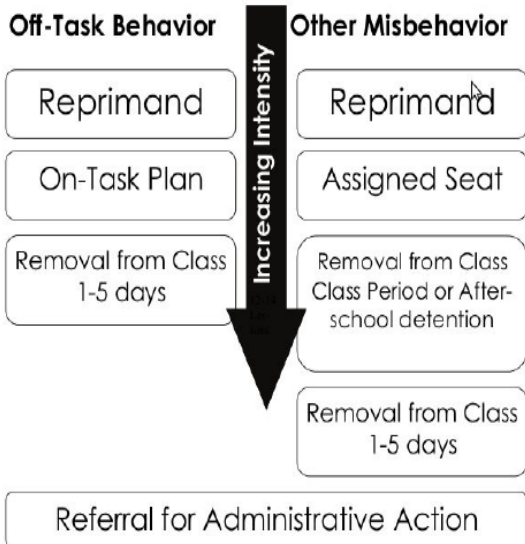 Off-Task Behavior
Other Misbehavior
Increasing Intensity
Reprimand
On-Task Plan
Removal from Class
1-5 days
Reprimand
Assigned Seat
Removal from Class
Class Period or After-
school detention
Removal from Class
1-5 days
Referral for Administrative Action